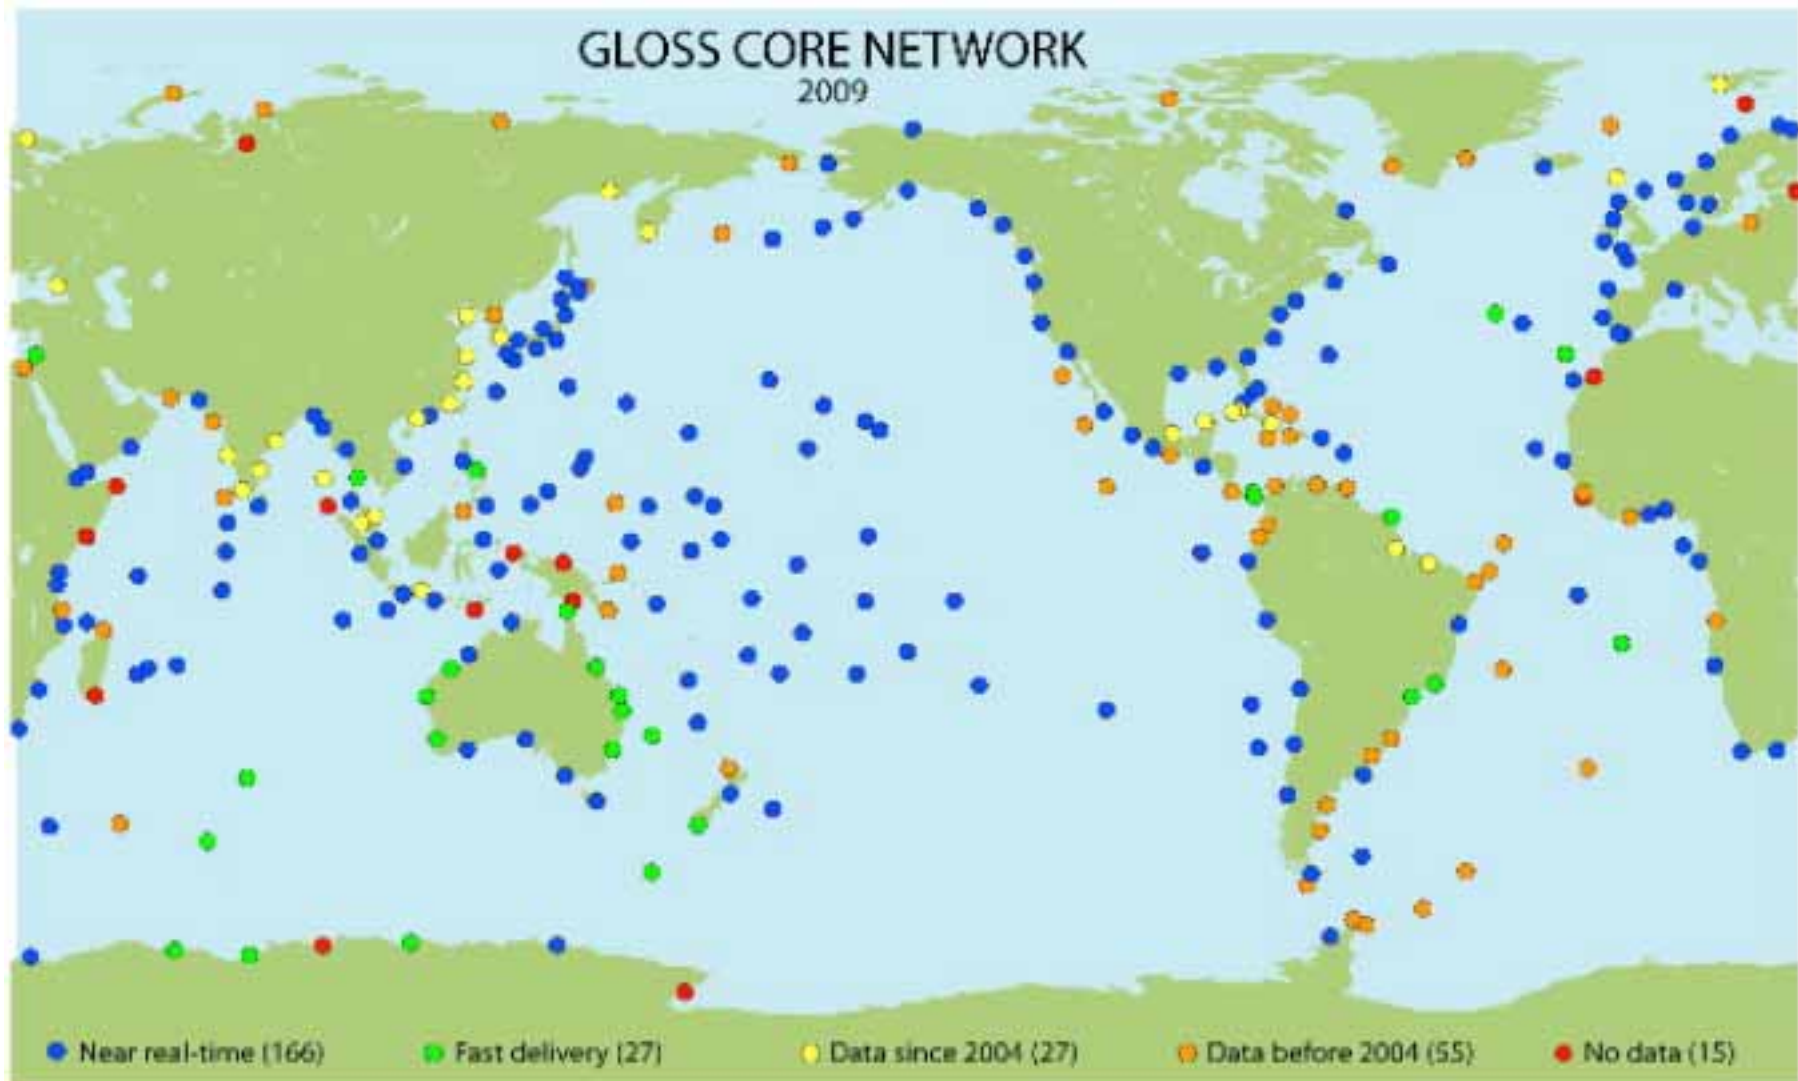 GLOSS CORE NETWORK
2009
Near real-time (166)
Fast delivery (27)
Data since 2004 (27)
Data before 2004 (55)
No data (15)